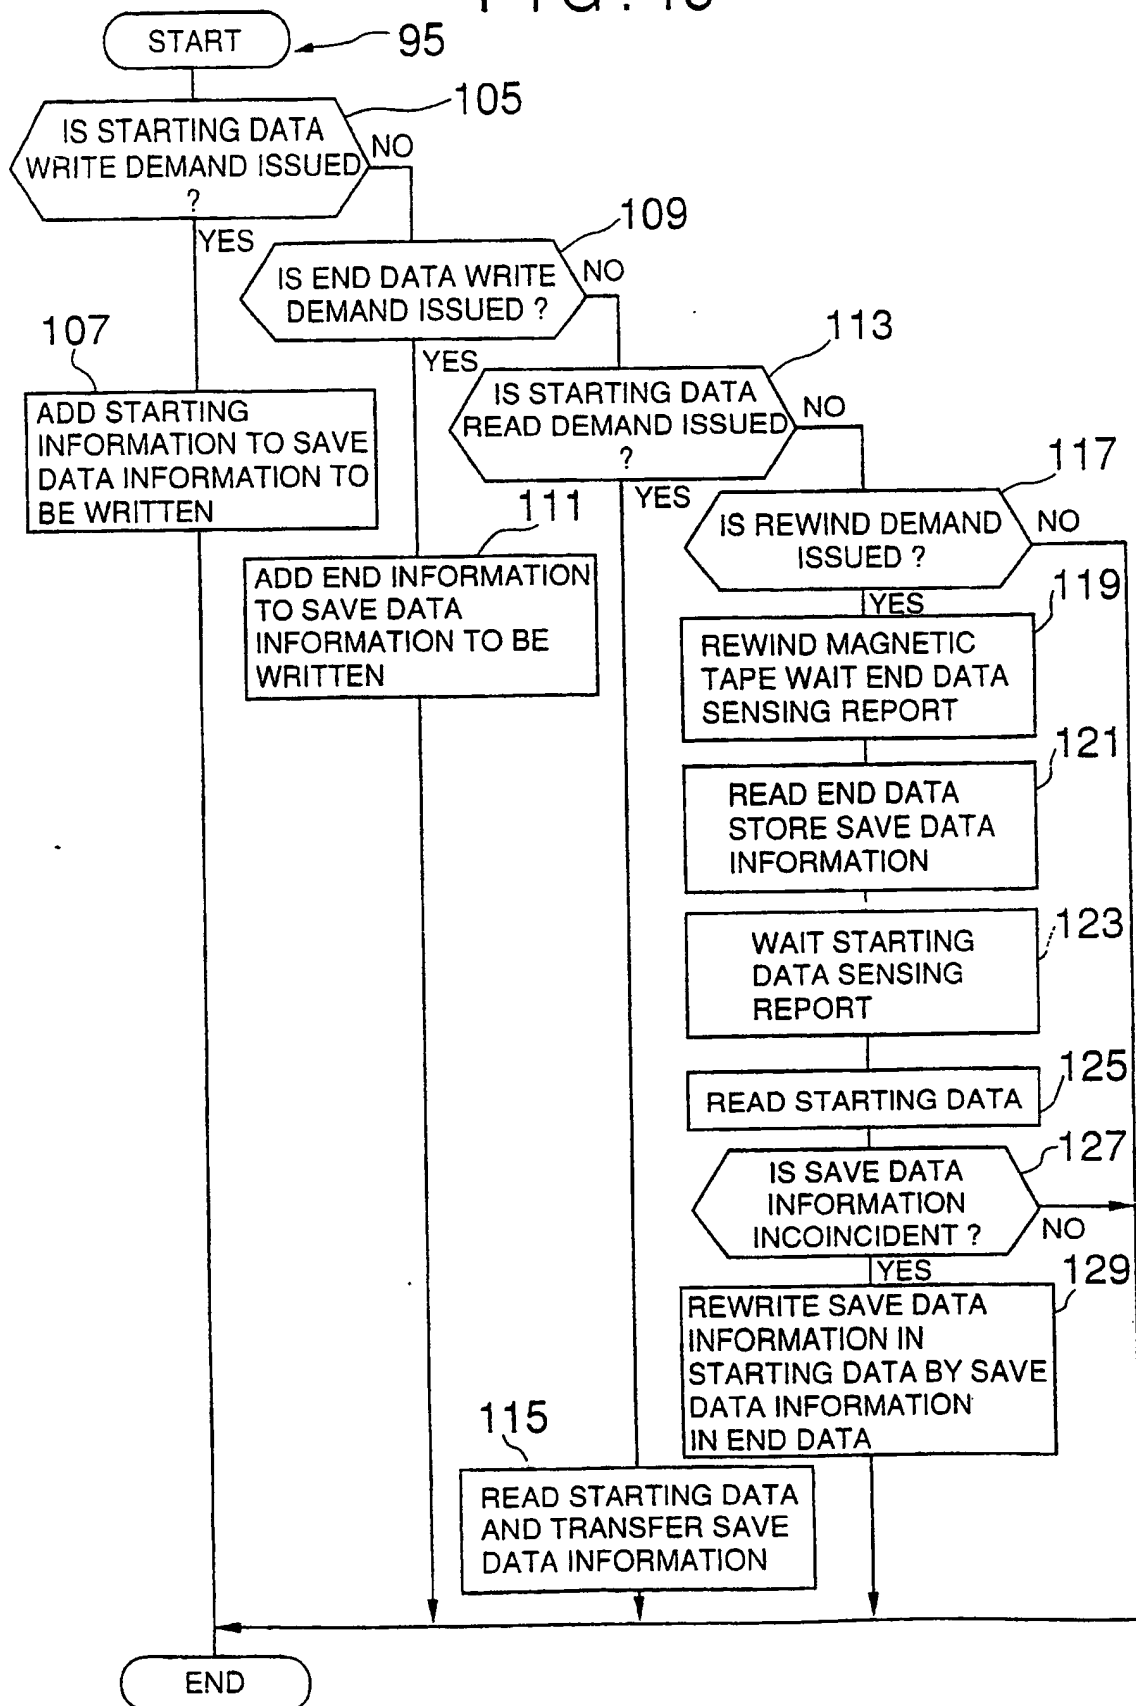 START
95
105
IS STARTING DATA
WRITE DEMAND ISSUED
?
NO
YES
109
IS END DATA WRITE
DEMAND ISSUED ?
NO
YES
107
ADD STARTING
INFORMATION TO SAVE
DATA INFORMATION TO
BE WRITTEN
113
IS STARTING DATA
READ DEMAND ISSUED
?
NO
YES
111
ADD END INFORMATION
TO SAVE DATA
INFORMATION TO BE
WRITTEN
117
IS REWIND DEMAND
ISSUED ?
NO
YES
119
REWIND MAGNETIC
TAPE WAIT END DATA
SENSING REPORT
121
READ END DATA
STORE SAVE DATA
INFORMATION
123
WAIT STARTING
DATA SENSING
REPORT
125
READ STARTING DATA
127
IS SAVE DATA
INFORMATION
INCOINCIDENT ?
NO
YES
129
REWRITE SAVE DATA
INFORMATION IN
STARTING DATA BY SAVE
DATA INFORMATION
IN END DATA
115
READ STARTING DATA
AND TRANSFER SAVE
DATA INFORMATION
END